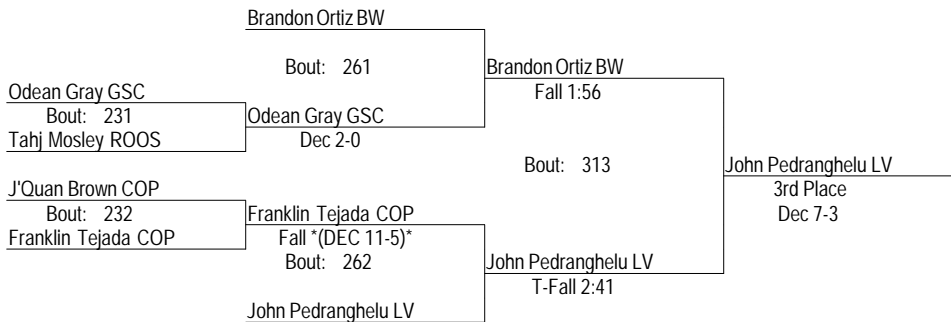 Brandon Ortiz BW
Bout: 261
Brandon Ortiz BW
Fall 1:56
Odean Gray GSC
Bout: 231
Tahj Mosley ROOS
Odean Gray GSC
Dec 2-0
Bout: 313
John Pedranghelu LV
3rd Place
Dec 7-3
J'Quan Brown COP
Bout: 232
Franklin Tejada COP
Franklin Tejada COP
Fall *(DEC 11-5)*
Bout: 262
John Pedranghelu LV
T-Fall 2:41
John Pedranghelu LV